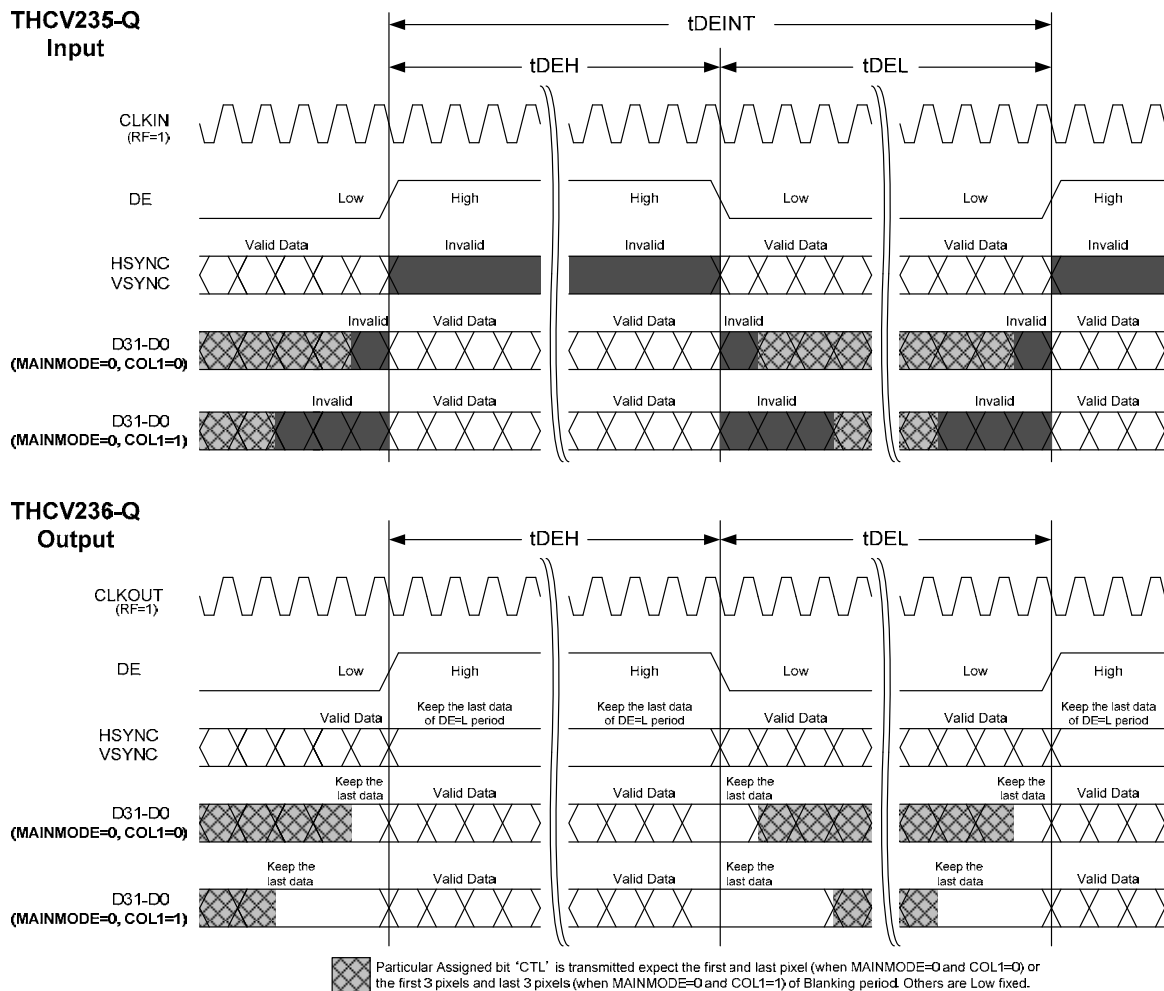 THCV235-Q
Input
tDEINT
tDEH
tDEL
CLKIN
(RF=1)
DE
Low
High
High
Low
Low
High
Valid Data
Invalid
Invalid
Valid Data
Valid Data
Invalid
HSYNC
VSYNC
Invalid
Valid Data
Valid Data
Invalid
Invalid
Valid Data
D31-D0
(MAINMODE=0, COL1=0)
Invalid
Valid Data
Valid Data
Invalid
Invalid
Valid Data
D31-D0
(MAINMODE=0, COL1=1)
THCV236-Q
Output
tDEH
tDEL
CLKOUT
(RF=1)
DE
Low
High
High
Low
Low
High
Valid Data
Keep the last data
of DE=L period
Keep the last data
of DE=L period
Valid Data
Valid Data
Keep the last data
of DE=L period
HSYNC
VSYNC
Keep the
last data
Valid Data
Valid Data
Keep the
last data
Keep the
last data
Valid Data
D31-D0
(MAINMODE=0, COL1=0)
Keep the
last data
Valid Data
Valid Data
Keep the
last data
Keep the
last data
Valid Data
D31-D0
(MAINMODE=0, COL1=1)
Particular Assigned bit 'CTL' is transmitted expect the first and last pixel (when MAINMODE=0 and COL1=0) or
the first 3 pixels and last 3 pixels (when MAINMODE=0 and COL1=1) of Blanking period. Others are Low fixed.